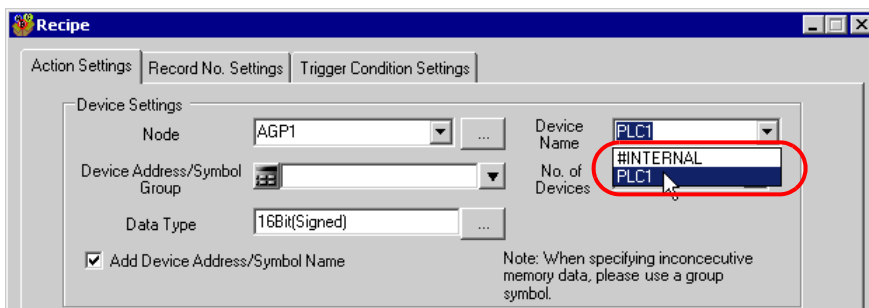 Recipe
Action Settings Record No. Settings Trigger Condition Settings
Device Settings
Node AGP1 ... Device Name PLC1
#INTERNAL
PLC1
Device Address/Symbol Group No. of Devices
Data Type 16Bit(Signed) ...
Add Device Address/Symbol Name
Note: When specifying inconcecutive
memory data, please use a group
symbol.